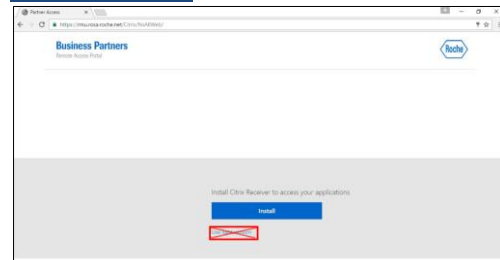 Partner Access
https://rmu.rosa.roche.net/Citrix/NoAEWeb/
Business Partners
Remote Access Portal
Roche
Install Citrix Receiver to access your applications
Install